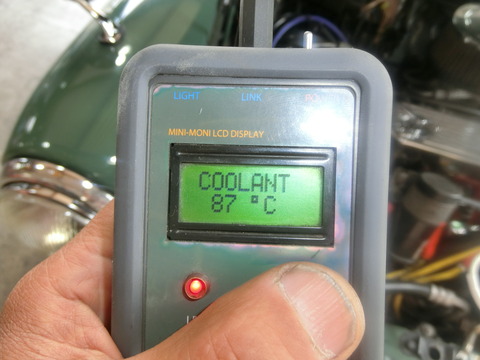 LIGHT LINK
MINI-MONI LCD DISPLAY
COOLANT
87 °C